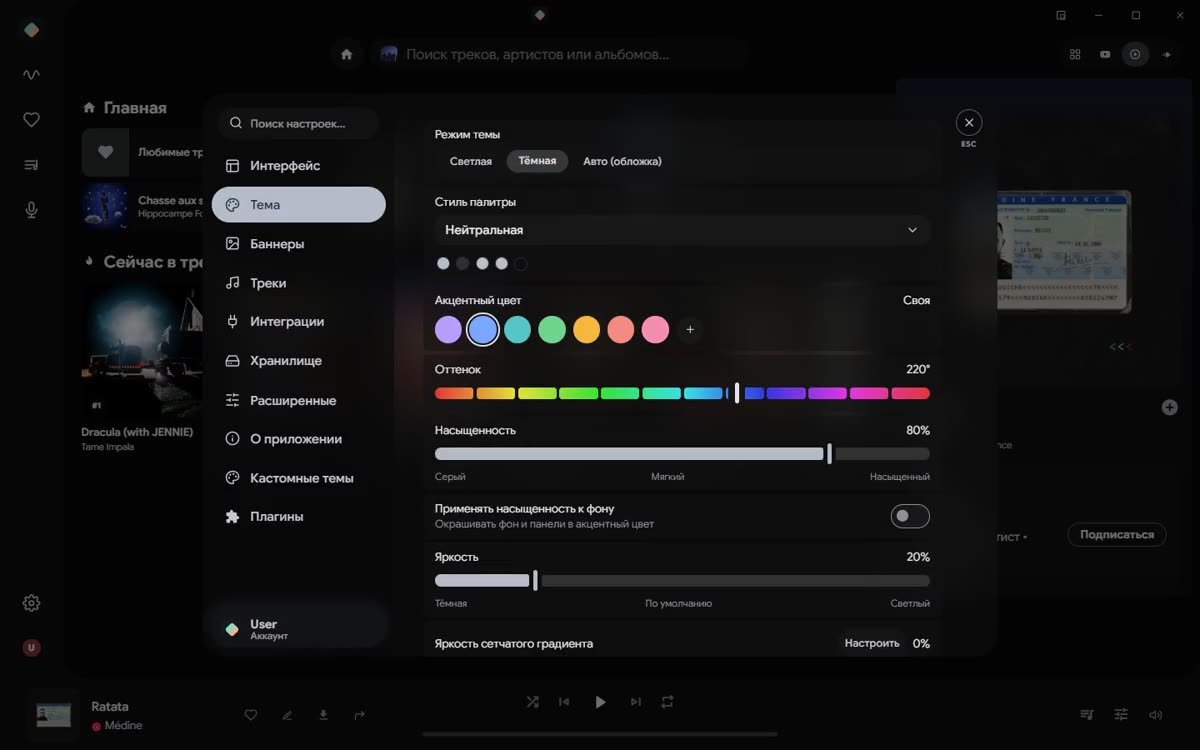 Поиск треков, артистов или альбомов...
Главная
Любимые тр
Chasse aux s
Hippocampe Fo
Сейчас в тре
#1
Dracula (with JENNIE)
Tame Impala
Поиск настроек...
Интерфейс
Тема
Баннеры
Треки
Интеграции
Хранилище
Расширенные
О приложении
Кастомные темы
Плагины
User
Аккаунт
Режим темы
Светлая Тёмная Авто (обложка)
Стиль палитры
Нейтральная
Акцентный цвет Своя
+
Оттенок 220°
Насыщенность 80%
Серый Мягкий Насыщенный
Применять насыщенность к фону
Окрашивать фон и панели в акцентный цвет
Яркость 20%
Тёмная По умолчанию Светлый
Яркость сетчатого градиента Настроить 0%
ESC
FRANCE
nce
тист
Подписаться
U
Ratata
Médine